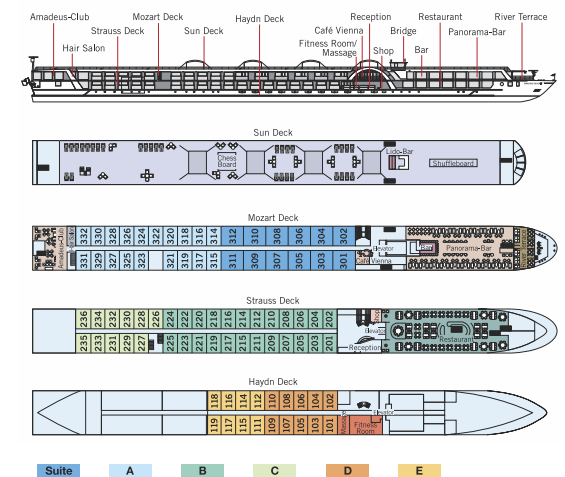 Amadeus-Club
Mozart Deck
Haydn Deck
Reception
Restaurant
River Terrace
Hair Salon
Strauss Deck
Sun Deck
Café Vienna
Fitness Room/
Massage
Shop
Bridge
Bar
Panorama-Bar
Sun Deck
Chess
Board
Lido-Bar
Shuffleboard
Mozart Deck
332 330 328 326 324 322 320 318 316 314 312 310 308 306 304 302
Amadeus-Club
Hair Salon
Elevator
Bar
Panorama-Bar
Café Vienna
331 329 327 325 323 321 319 317 315 311 309 307 305 303 301
Strauss Deck
236 234 232 230 228 226 224 222 220 218 216 214 212 210 208 206 204 202
Shop
Elevator
Restaurant
Reception
235 233 231 229 227 225 223 221 219 217 215 211 209 207 205 203 201
Haydn Deck
118 116 114 112 110 108 106 104 102
Elevator
Massage
Fitness
Room
119 117 115 111 109 107 105 103 101
Suite A B C D E